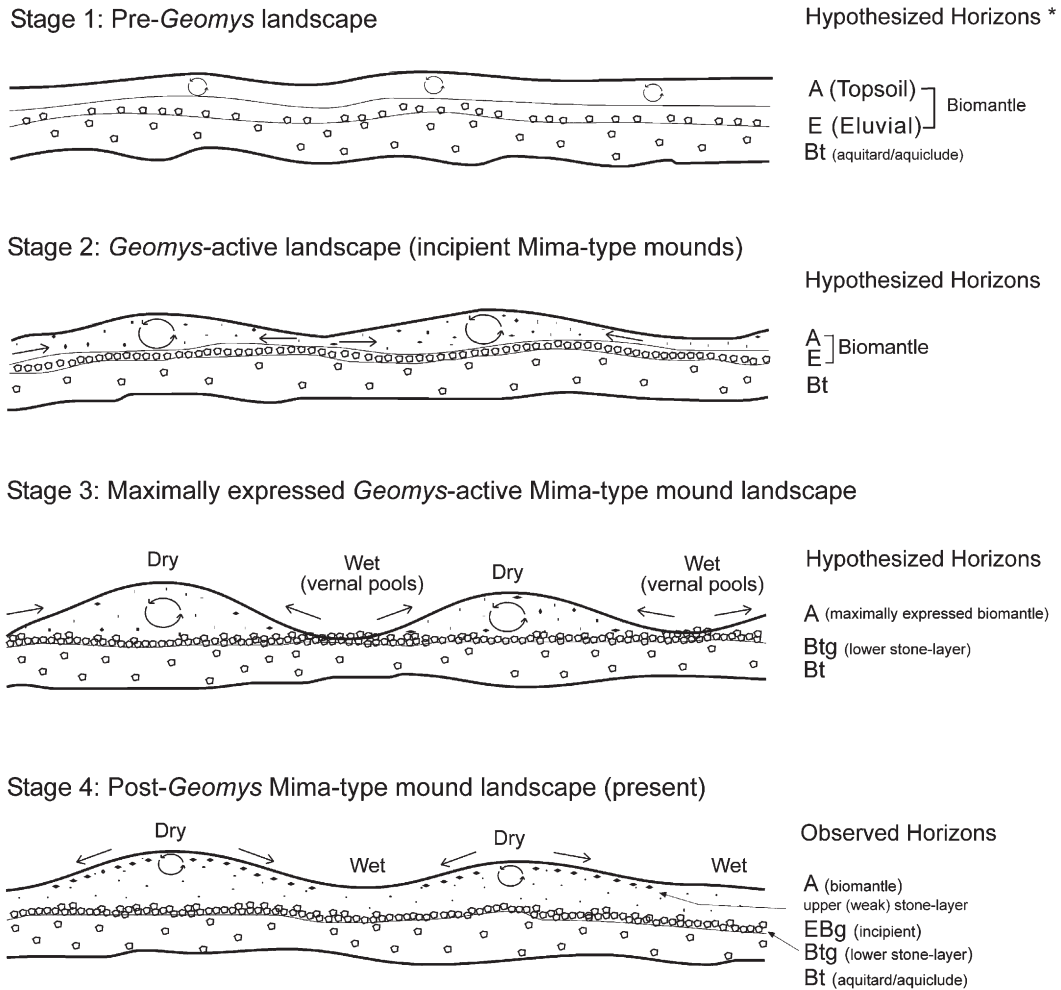 Stage 1: Pre-Geomys landscape
Hypothesized Horizons *
A (Topsoil)
Biomantle
E (Eluvial)
Bt (aquitard/aquiclude)
Stage 2: Geomys-active landscape (incipient Mima-type mounds)
Hypothesized Horizons
A
Biomantle
E
Bt
Stage 3: Maximally expressed Geomys-active Mima-type mound landscape
Hypothesized Horizons
Dry
Wet
(vernal pools)
Dry
Wet
(vernal pools)
A (maximally expressed biomantle)
Btg (lower stone-layer)
Bt
Stage 4: Post-Geomys Mima-type mound landscape (present)
Observed Horizons
Dry
Wet
Dry
Wet
A (biomantle)
upper (weak) stone-layer
EBg (incipient)
Btg (lower stone-layer)
Bt (aquitard/aquiclude)